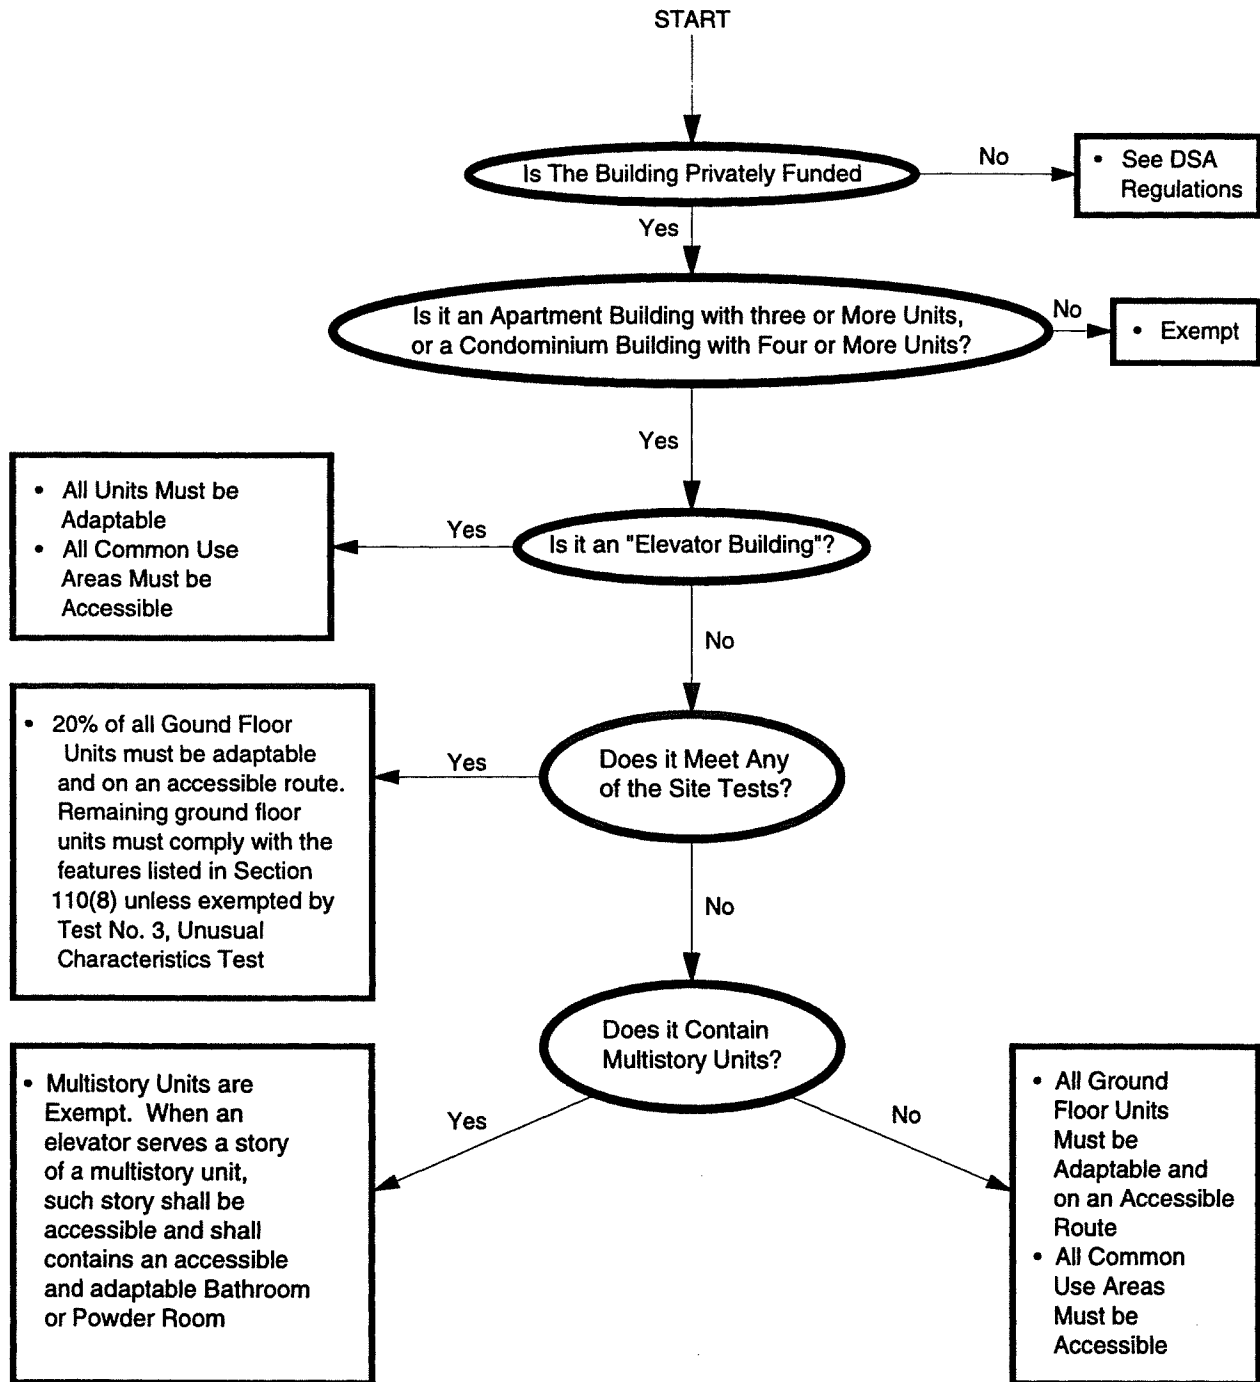 START
Is The Building Privately Funded
No
• See DSA
Regulations
Yes
Is it an Apartment Building with three or More Units,
or a Condominium Building with Four or More Units?
No
• Exempt
Yes
• All Units Must be
Adaptable
• All Common Use
Areas Must be
Accessible
Yes
Is it an "Elevator Building"?
No
• 20% of all Gound Floor
Units must be adaptable
and on an accessible route.
Remaining ground floor
units must comply with the
features listed in Section
110(8) unless exempted by
Test No. 3, Unusual
Characteristics Test
Yes
Does it Meet Any
of the Site Tests?
No
Does it Contain
Multistory Units?
Yes
No
• Multistory Units are
Exempt. When an
elevator serves a story
of a multistory unit,
such story shall be
accessible and shall
contains an accessible
and adaptable Bathroom
or Powder Room
• All Ground
Floor Units
Must be
Adaptable and
on an Accessible
Route
• All Common
Use Areas
Must be
Accessible